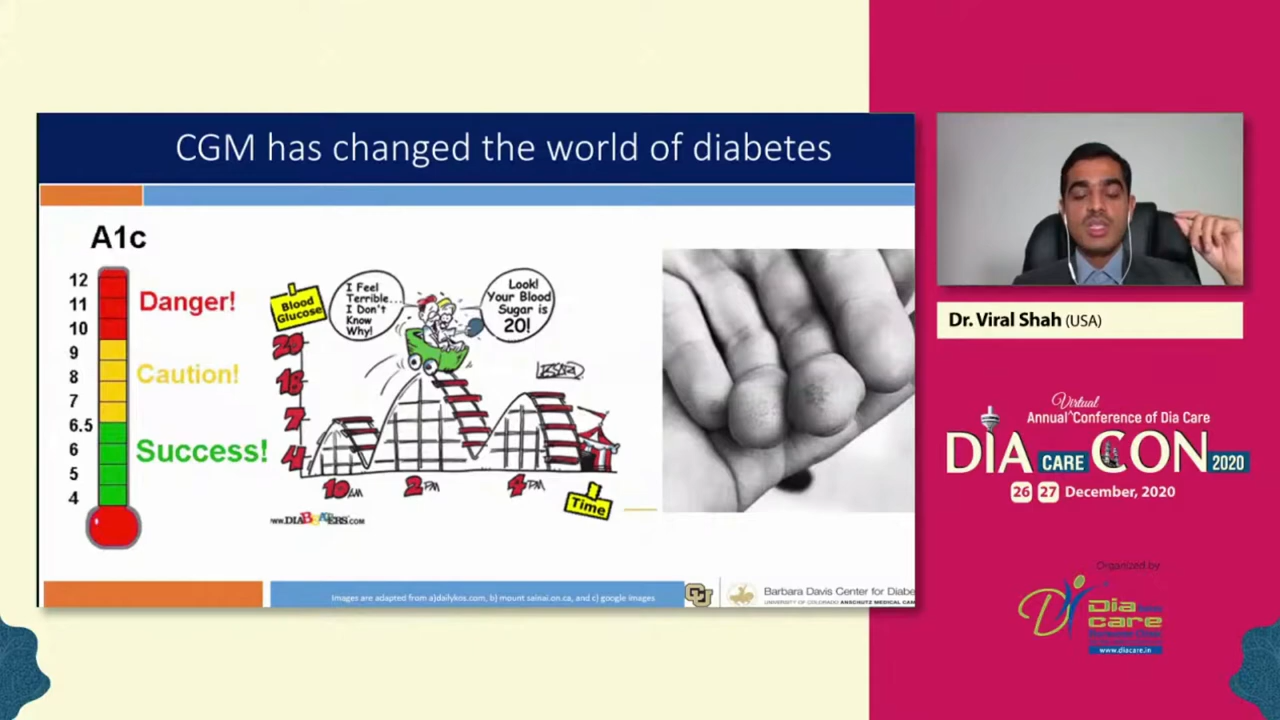 CGM has changed the world of diabetes
A1c
12
11
10
9
8
7
6.5
6
5
4
Danger!
Caution!
Success!
Blood
Glucose
I Feel
Terrible...
I Don't
Know
Why!
Look!
Your Blood
Sugar is
20!
20
18
7
4
10 AM
2 PM
4 PM
Time
www.DIABETERS.COM
Images are adapted from a)dailykos.com, b) mount sainai.on.ca, and c) google images
CU
Barbara Davis Center for Diabe
UNIVERSITY OF COLORADO ANSCHUTZ MEDICAL CAM
Dr. Viral Shah (USA)
Virtual
Annual^Conference of Dia Care
DIA CARE CON 2020
26 27 December, 2020
Organized by
Dia
care
www.diacare.in